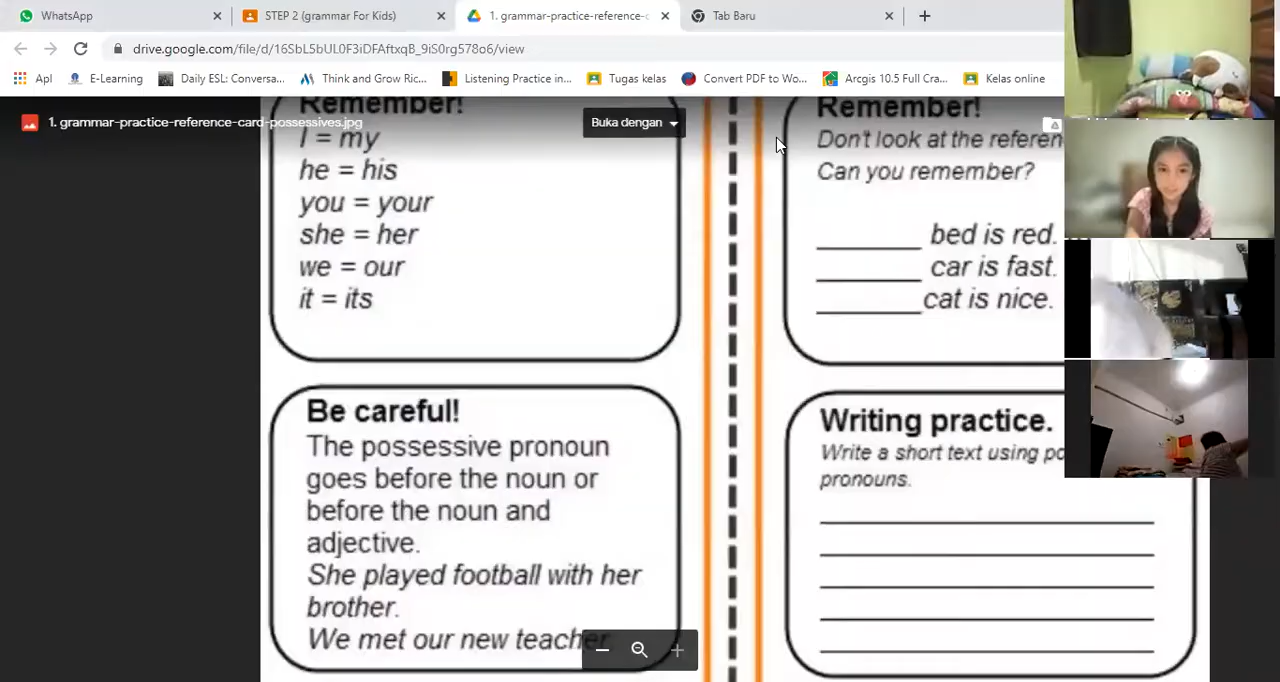 WhatsApp
STEP 2 (grammar For Kids)
1. grammar-practice-reference-c
Tab Baru
drive.google.com/file/d/16SbL5bUL0F3iDFAftxqB_9iS0rg578o6/view
Apl
E-Learning
Daily ESL: Conversa...
Think and Grow Ric...
Listening Practice in...
Tugas kelas
Convert PDF to Wo...
Arcgis 10.5 Full Cra...
Kelas online
1. grammar-practice-reference-card-possessives.jpg
Buka dengan
Remember!
I = my
he = his
you = your
she = her
we = our
it = its
Be careful!
The possessive pronoun
goes before the noun or
before the noun and
adjective.
She played football with her
brother.
We met our new teacher.
Remember!
Don't look at the referen
Can you remember?
________ bed is red.
________ car is fast.
________ cat is nice.
Writing practice.
Write a short text using po
pronouns.